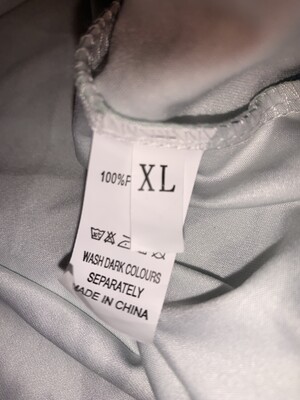 XL
100%P
WASH DARK COLOURS
SEPARATELY
MADE IN CHINA